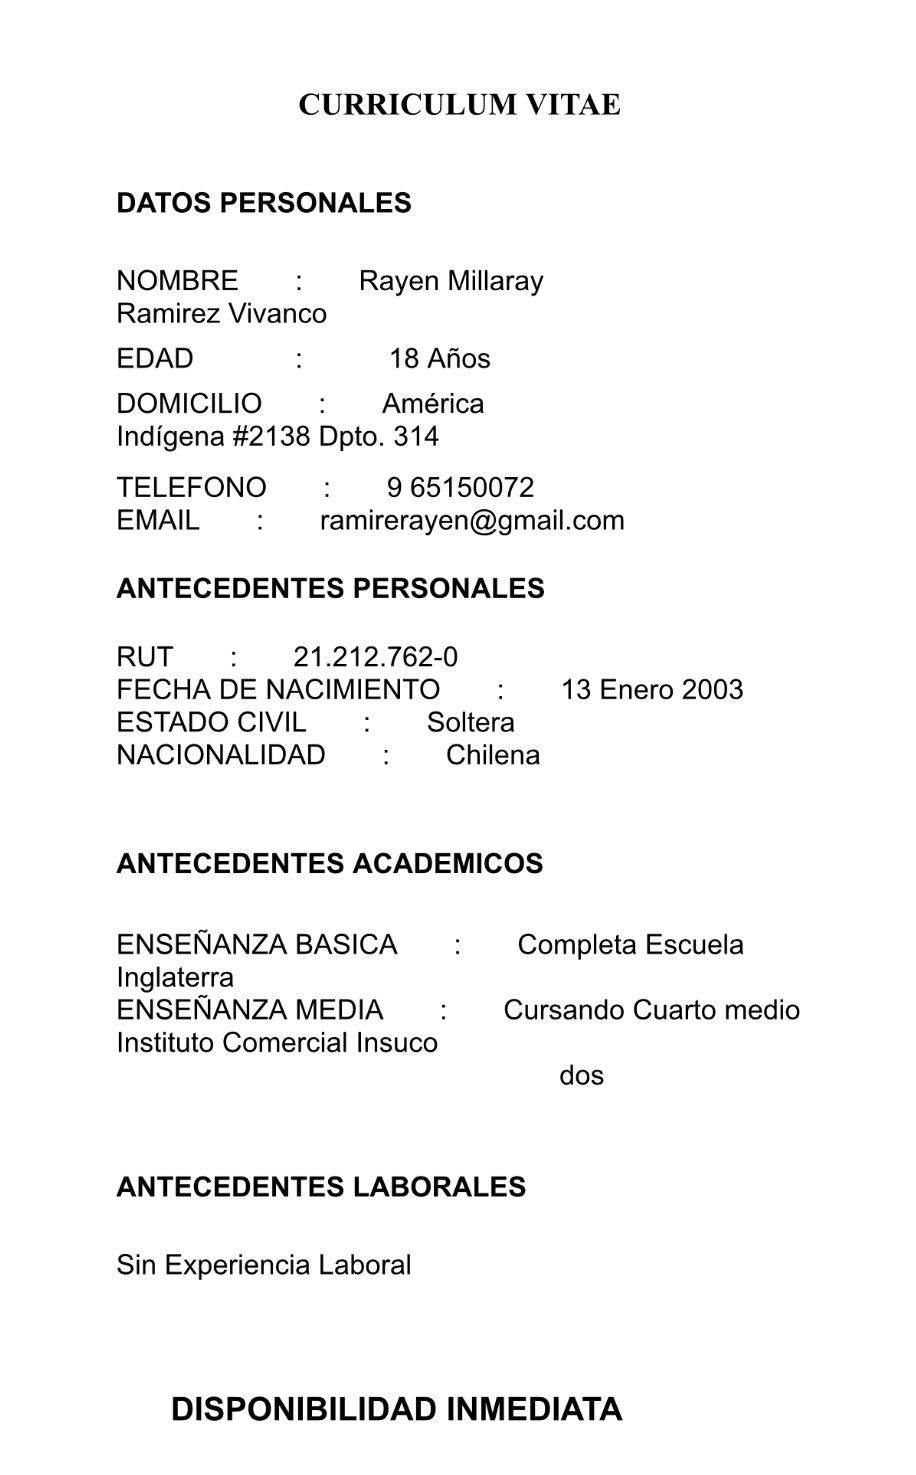 CURRICULUM VITAE
DATOS PERSONALES
NOMBRE : Rayen Millaray
Ramirez Vivanco
EDAD : 18 Años
DOMICILIO : América
Indígena #2138 Dpto. 314
TELEFONO : 9 65150072
EMAIL : ramirerayen@gmail.com
ANTECEDENTES PERSONALES
RUT : 21.212.762-0
FECHA DE NACIMIENTO : 13 Enero 2003
ESTADO CIVIL : Soltera
NACIONALIDAD : Chilena
ANTECEDENTES ACADEMICOS
ENSEÑANZA BASICA : Completa Escuela
Inglaterra
ENSEÑANZA MEDIA : Cursando Cuarto medio
Instituto Comercial Insuco
dos
ANTECEDENTES LABORALES
Sin Experiencia Laboral
DISPONIBILIDAD INMEDIATA